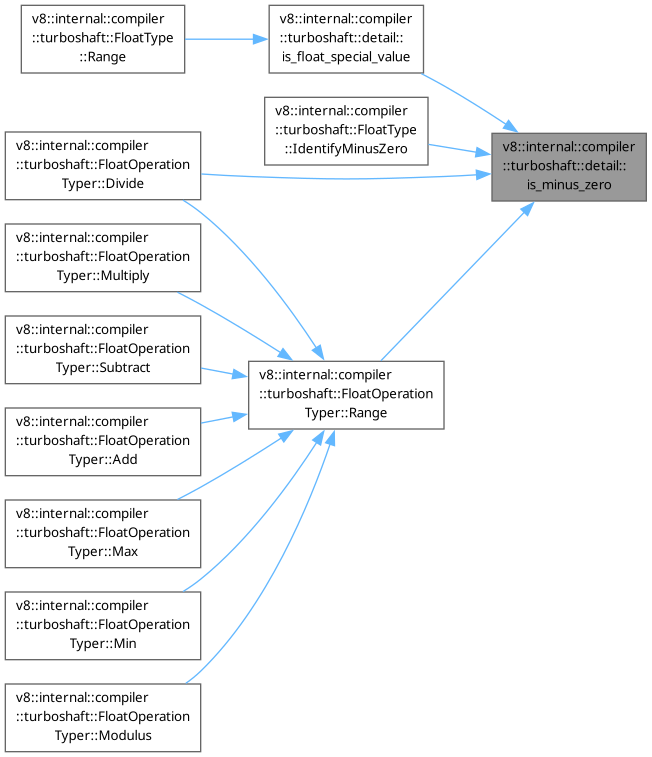 v8::internal::compiler
::turboshaft::FloatType
::Range
v8::internal::compiler
::turboshaft::detail::
is_float_special_value
v8::internal::compiler
::turboshaft::FloatType
::IdentifyMinusZero
v8::internal::compiler
::turboshaft::detail::
is_minus_zero
v8::internal::compiler
::turboshaft::FloatOperation
Typer::Divide
v8::internal::compiler
::turboshaft::FloatOperation
Typer::Multiply
v8::internal::compiler
::turboshaft::FloatOperation
Typer::Subtract
v8::internal::compiler
::turboshaft::FloatOperation
Typer::Range
v8::internal::compiler
::turboshaft::FloatOperation
Typer::Add
v8::internal::compiler
::turboshaft::FloatOperation
Typer::Max
v8::internal::compiler
::turboshaft::FloatOperation
Typer::Min
v8::internal::compiler
::turboshaft::FloatOperation
Typer::Modulus